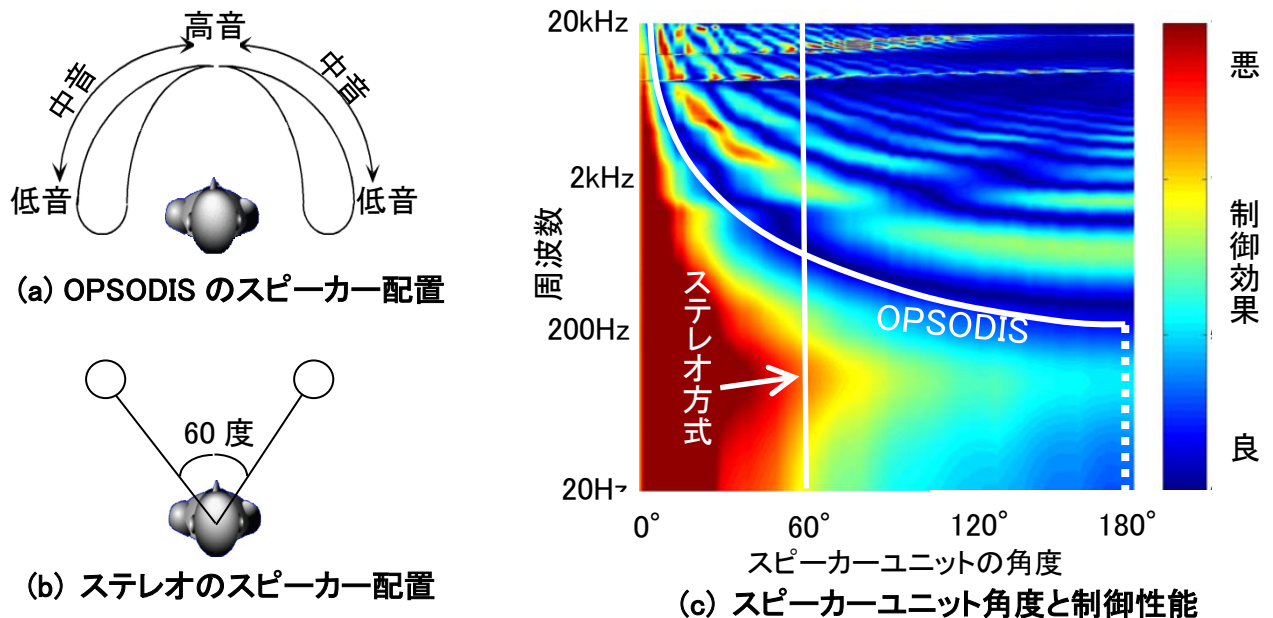 高音
中音
中音
低音
低音
(a) OPSODIS のスピーカー配置
60 度
(b) ステレオのスピーカー配置
20kHz
2kHz
周波数
200Hz
20Hz
ステレオ方式
OPSODIS
0°
60°
120°
180°
スピーカーユニットの角度
悪
制御効果
良
(c) スピーカーユニット角度と制御性能